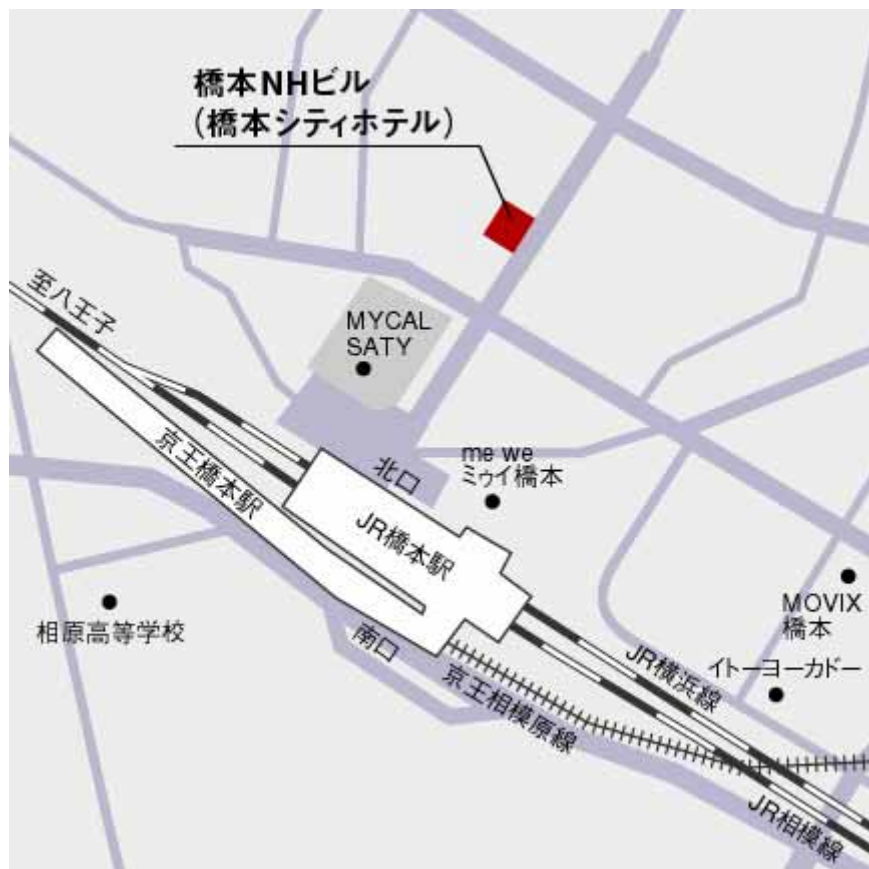 橋本NHビル
(橋本シティホテル)
至八王子
MYCAL
SATY
京王橋本駅
北口
me we
ミゥイ橋本
JR橋本駅
相原高等学校
南口
MOVIX
橋本
JR横浜線
イトーヨーカドー
京王相模原線
JR相模線